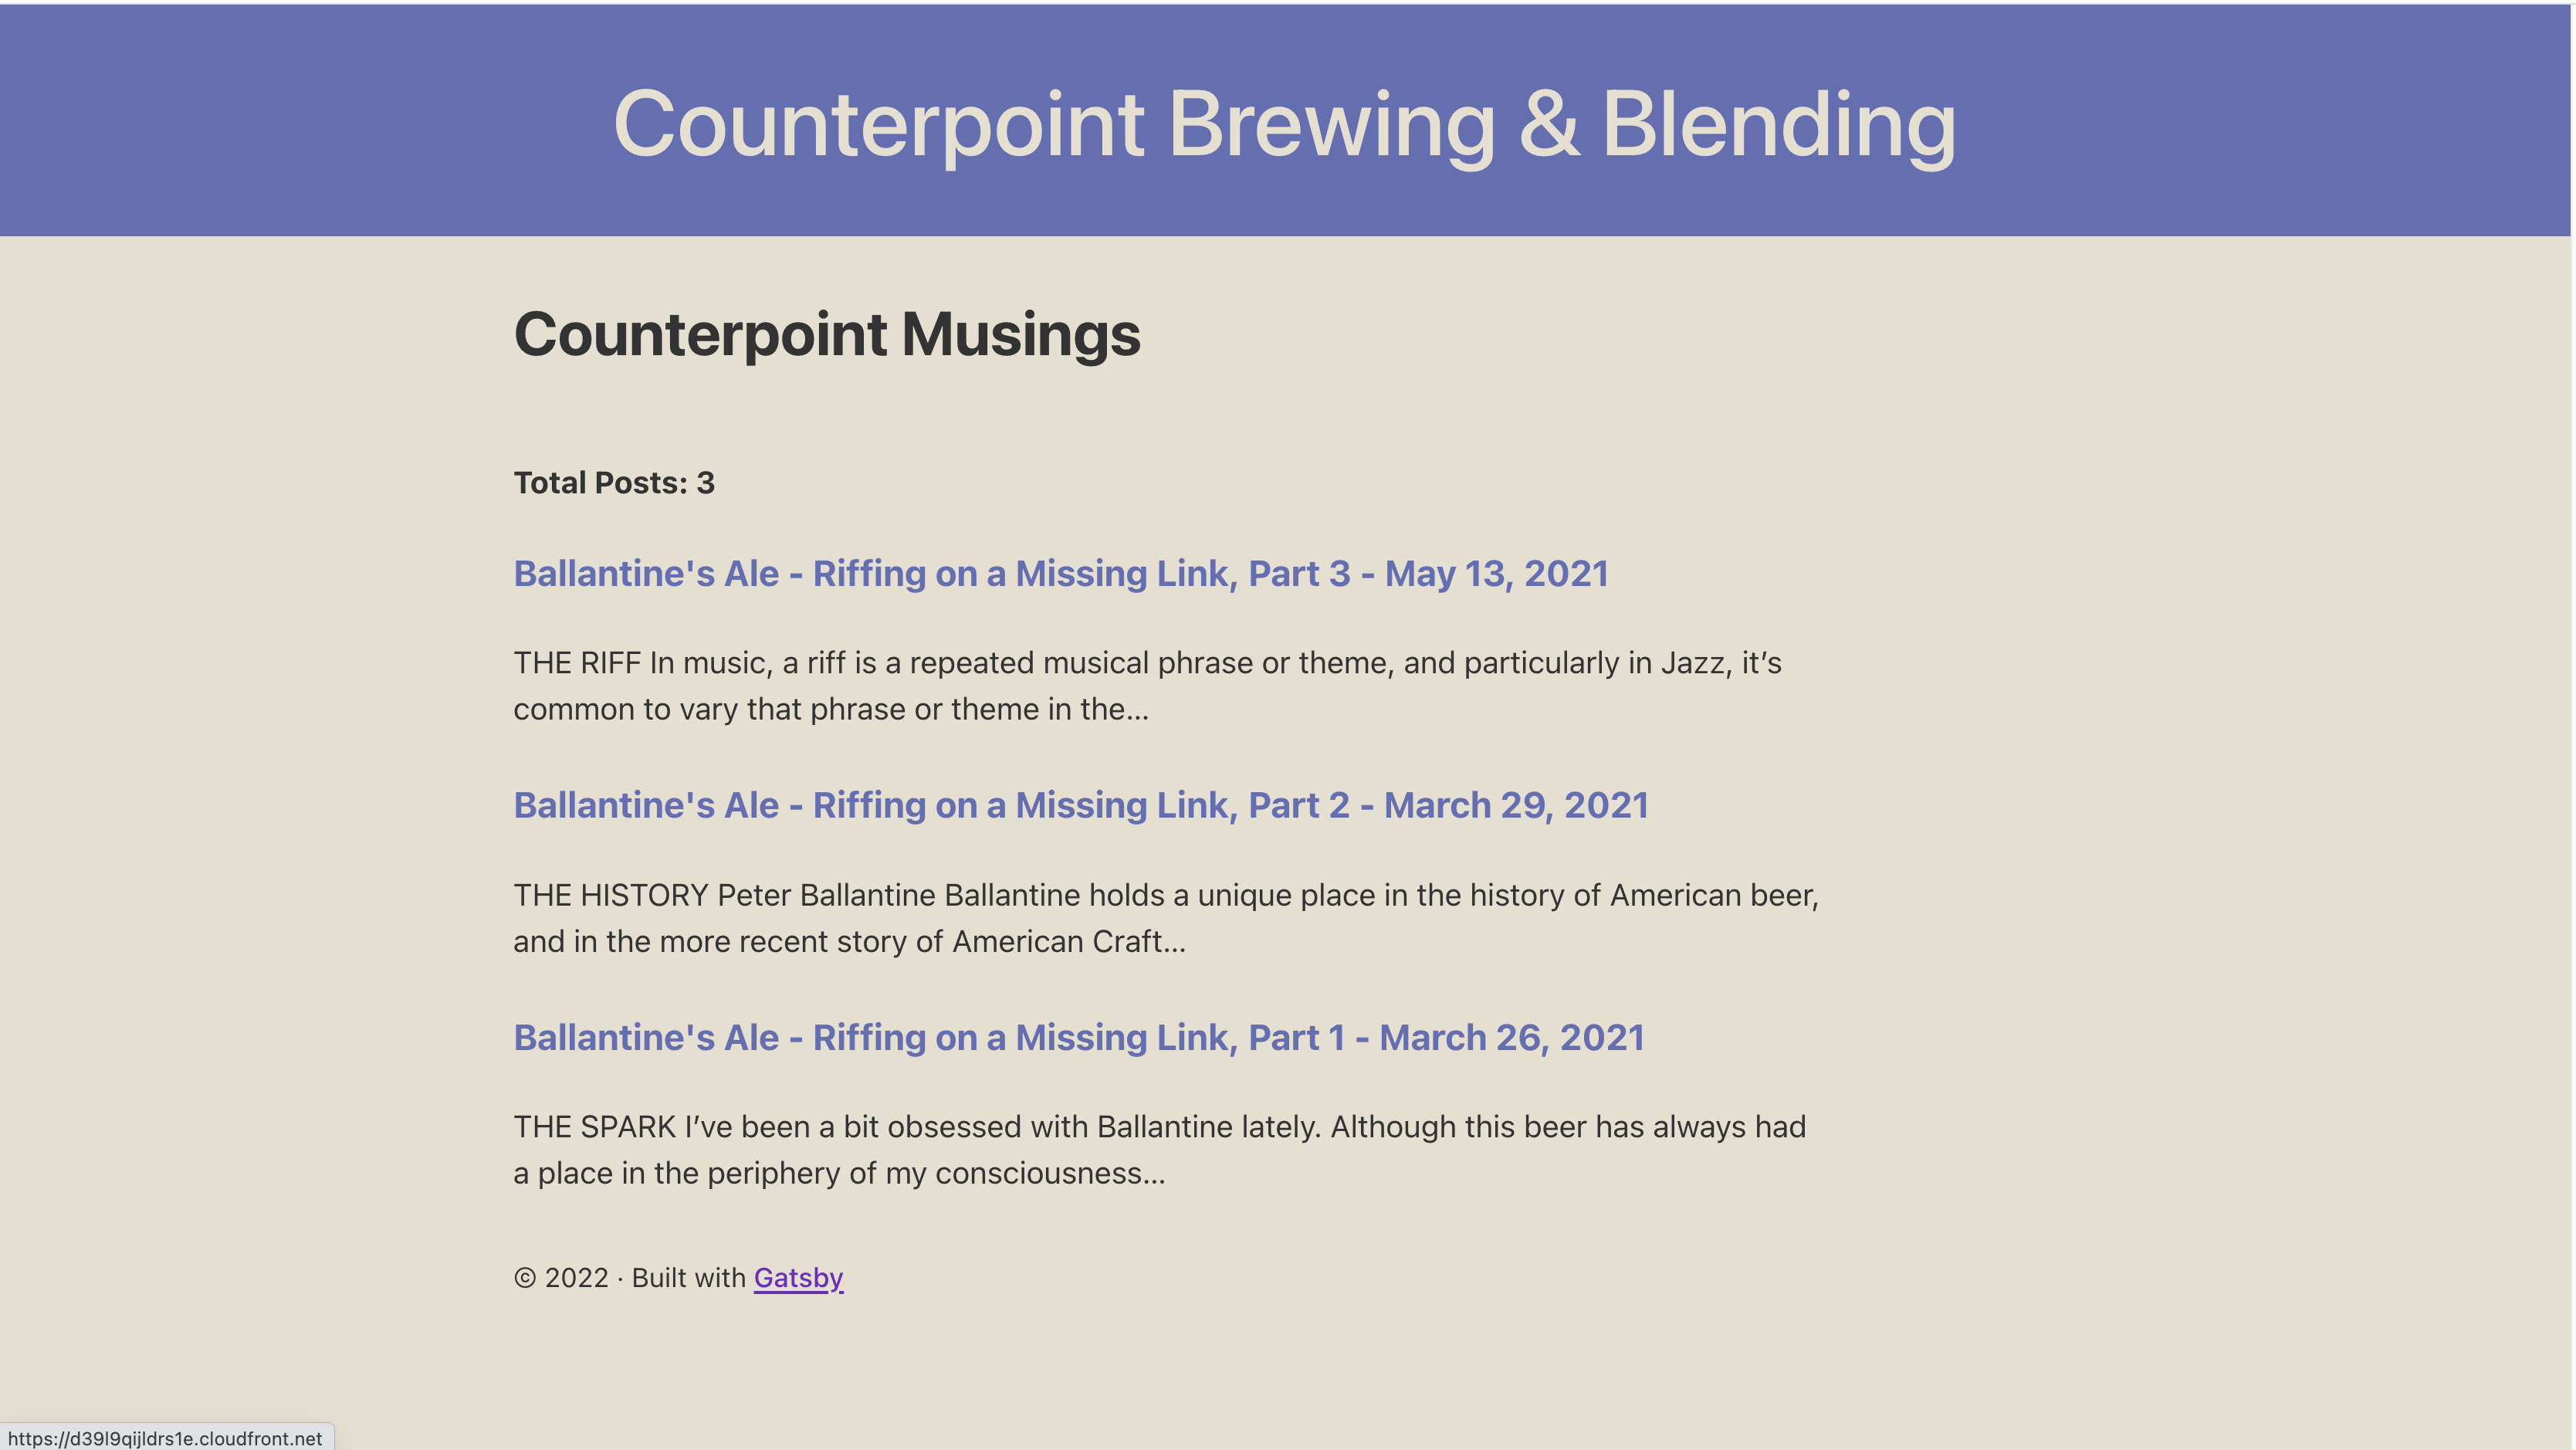 Counterpoint Brewing & Blending
Counterpoint Musings
Total Posts: 3
Ballantine's Ale - Riffing on a Missing Link, Part 3 - May 13, 2021
THE RIFF In music, a riff is a repeated musical phrase or theme, and particularly in Jazz, it’s
common to vary that phrase or theme in the…
Ballantine's Ale - Riffing on a Missing Link, Part 2 - March 29, 2021
THE HISTORY Peter Ballantine Ballantine holds a unique place in the history of American beer,
and in the more recent story of American Craft…
Ballantine's Ale - Riffing on a Missing Link, Part 1 - March 26, 2021
THE SPARK I’ve been a bit obsessed with Ballantine lately. Although this beer has always had
a place in the periphery of my consciousness…
© 2022 · Built with Gatsby
https://d39l9qijldrs1e.cloudfront.net